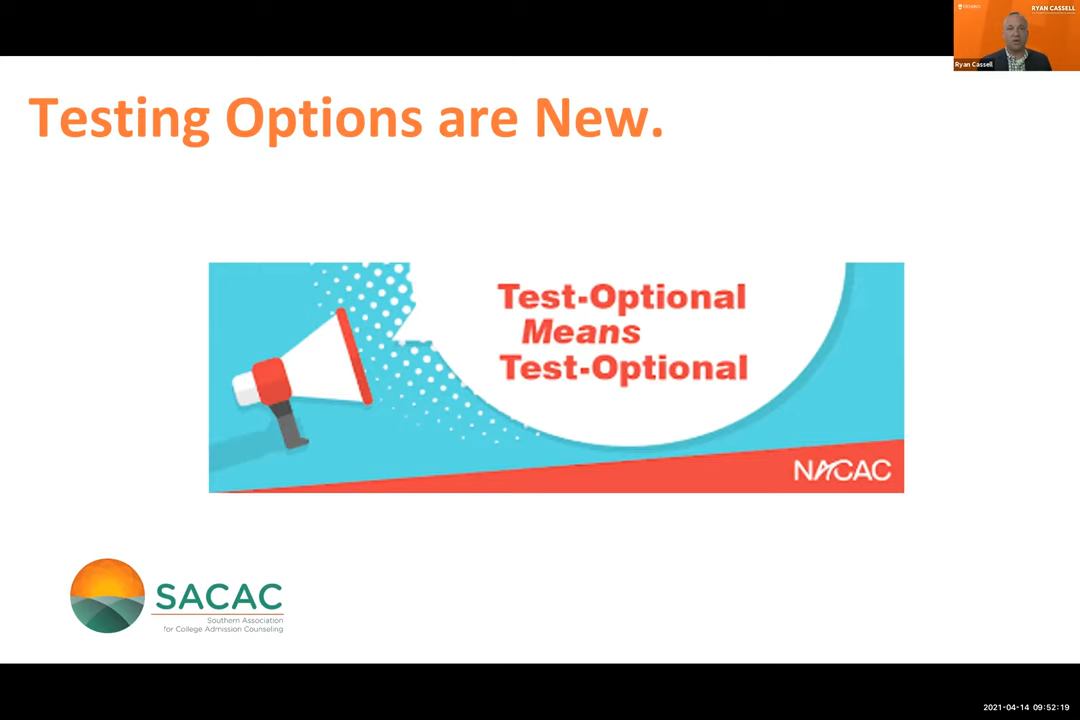 RYAN CASSELL
Ryan Cassell
Testing Options are New.
Test-Optional
Means
Test-Optional
NACAC
SACAC
Southern Association
for College Admission Counseling
2021-04-14 09:52:19